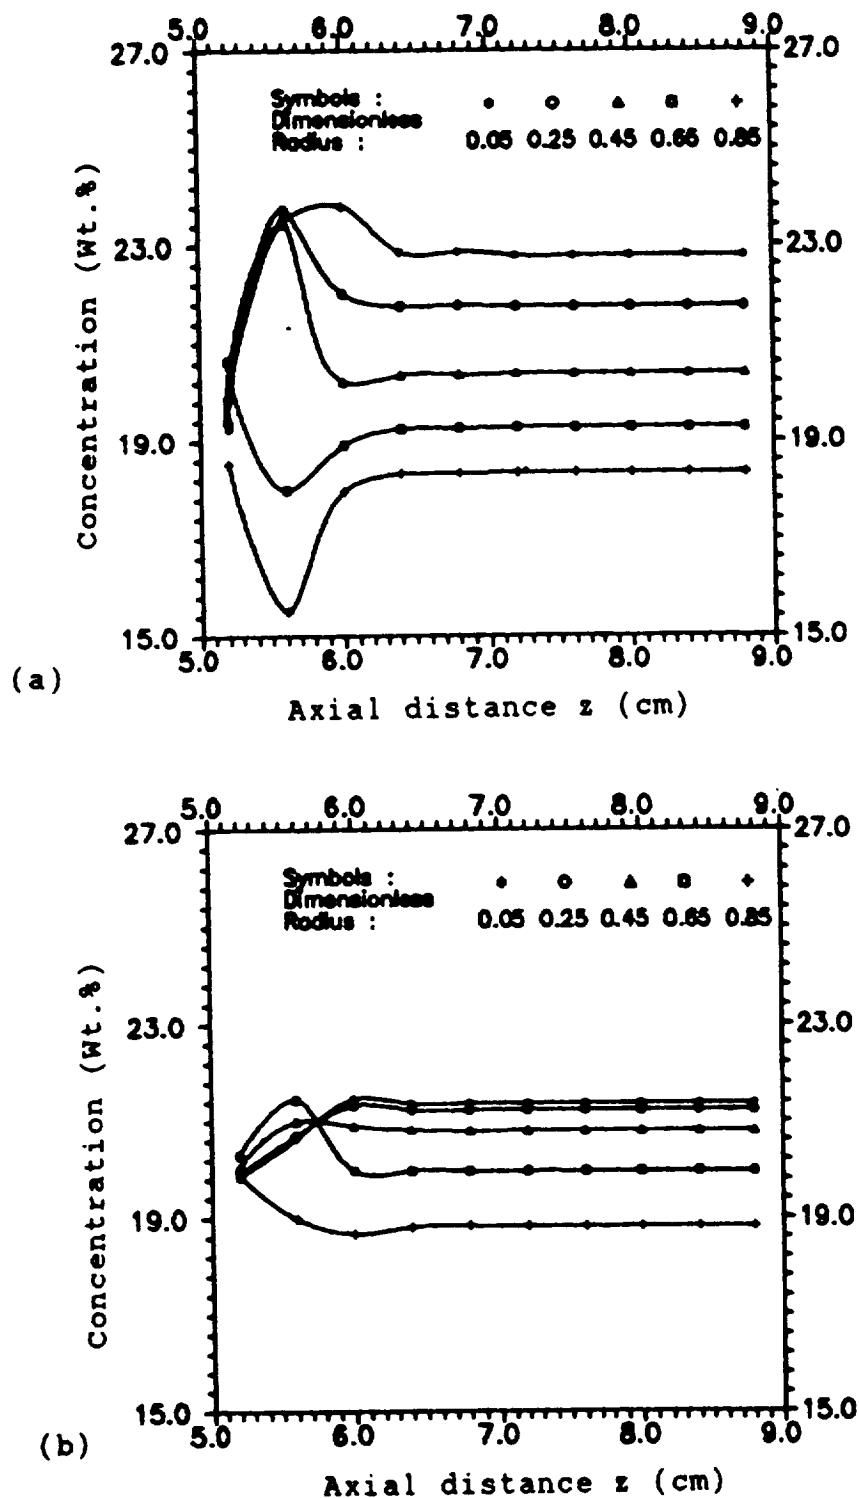 5.0 6.0 7.0 8.0 9.0
27.0 27.0
Symbols :
Dimensionless
Radius : 0.05 0.25 0.45 0.65 0.85
23.0 23.0
19.0 19.0
15.0 15.0
5.0 6.0 7.0 8.0 9.0
Concentration (Wt.%)
(a)
Axial distance z (cm)
5.0 6.0 7.0 8.0 9.0
27.0 27.0
Symbols :
Dimensionless
Radius : 0.05 0.25 0.45 0.65 0.85
23.0 23.0
19.0 19.0
15.0 15.0
5.0 6.0 7.0 8.0 9.0
Concentration (Wt.%)
(b)
Axial distance z (cm)